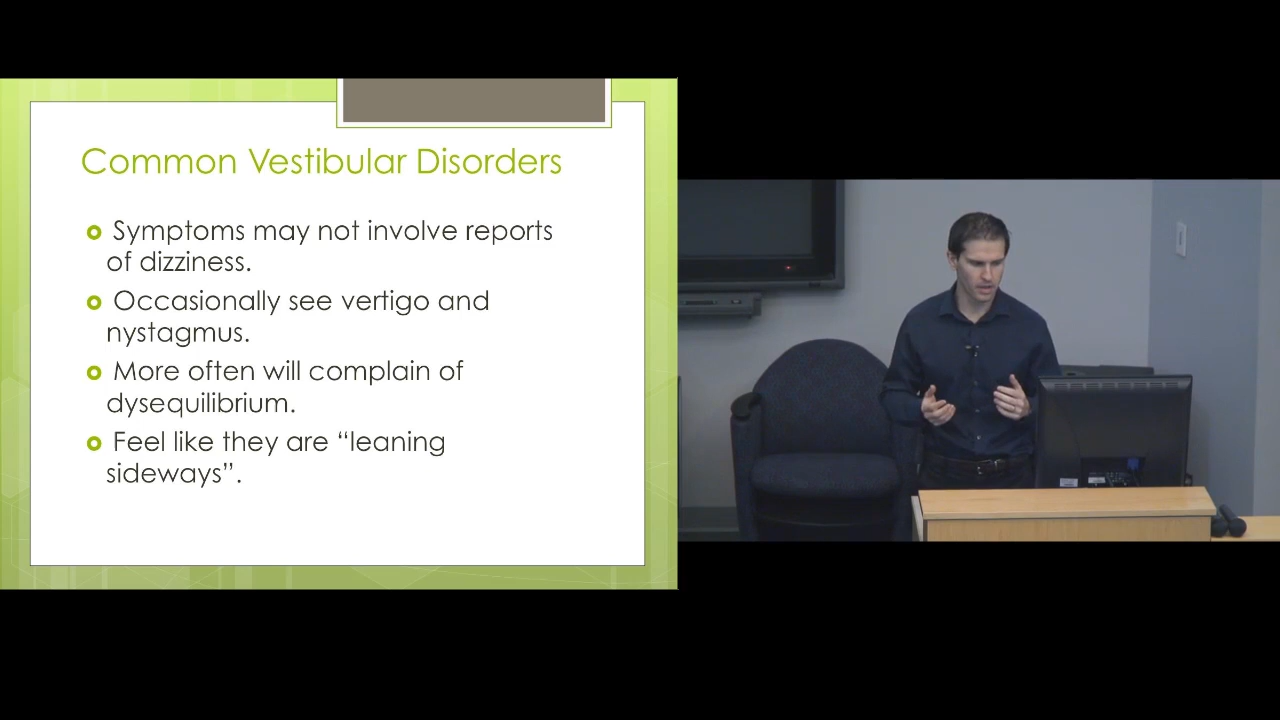 Common Vestibular Disorders
Symptoms may not involve reports
of dizziness.
Occasionally see vertigo and
nystagmus.
More often will complain of
dysequilibrium.
Feel like they are “leaning
sideways”.